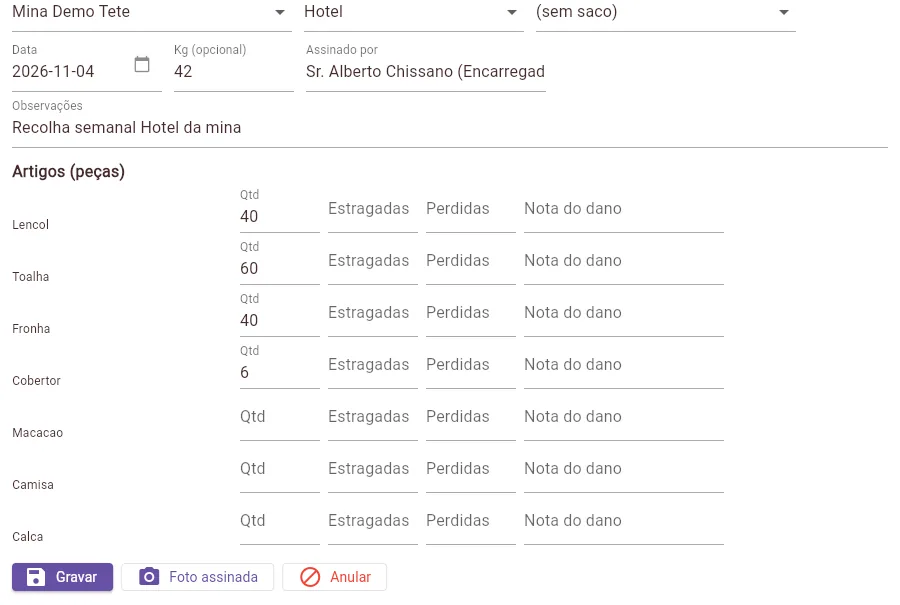 Mina Demo Tete Hotel (sem saco)
Data Kg (opcional) Assinado por
2026-11-04 42 Sr. Alberto Chissano (Encarregad
Observações
Recolha semanal Hotel da mina
Artigos (peças)
Lencol Qtd 40 Estragadas Perdidas Nota do dano
Toalha Qtd 60 Estragadas Perdidas Nota do dano
Fronha Qtd 40 Estragadas Perdidas Nota do dano
Cobertor Qtd 6 Estragadas Perdidas Nota do dano
Macacao Qtd Estragadas Perdidas Nota do dano
Camisa Qtd Estragadas Perdidas Nota do dano
Calca Qtd Estragadas Perdidas Nota do dano
Gravar Foto assinada Anular